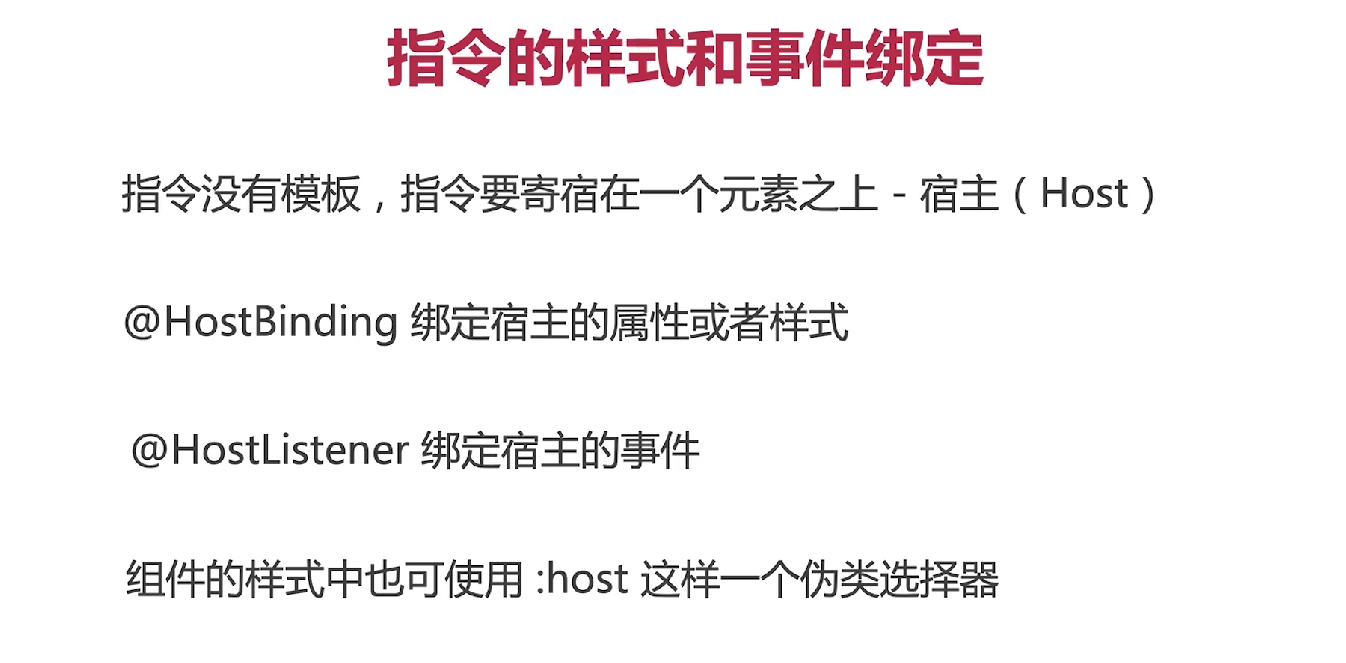 指令的样式和事件绑定
指令没有模板，指令要寄宿在一个元素之上 - 宿主（Host）
@HostBinding 绑定宿主的属性或者样式
@HostListener 绑定宿主的事件
组件的样式中也可使用 :host 这样一个伪类选择器